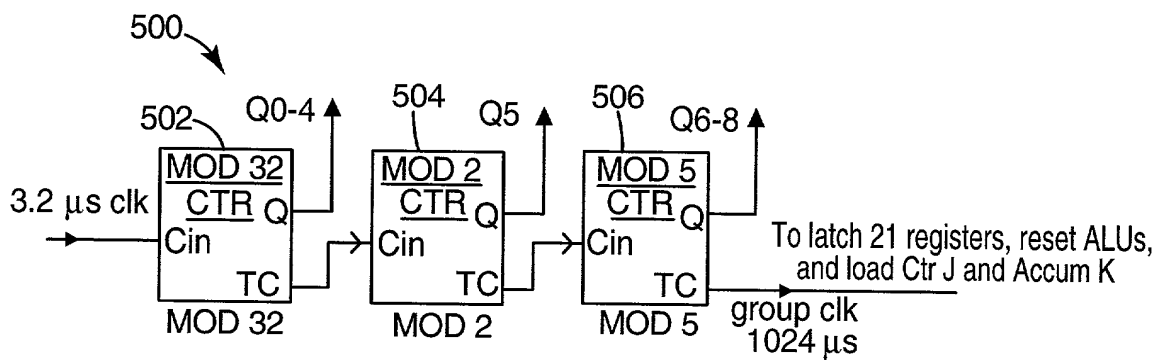 500
502
Q0-4
504
Q5
506
Q6-8
3.2 µs clk
MOD 32
CTR
Q
Cin
TC
MOD 32
MOD 2
CTR
Q
Cin
TC
MOD 2
MOD 5
CTR
Q
Cin
TC
MOD 5
To latch 21 registers, reset ALUs,
and load Ctr J and Accum K
group clk
1024 µs